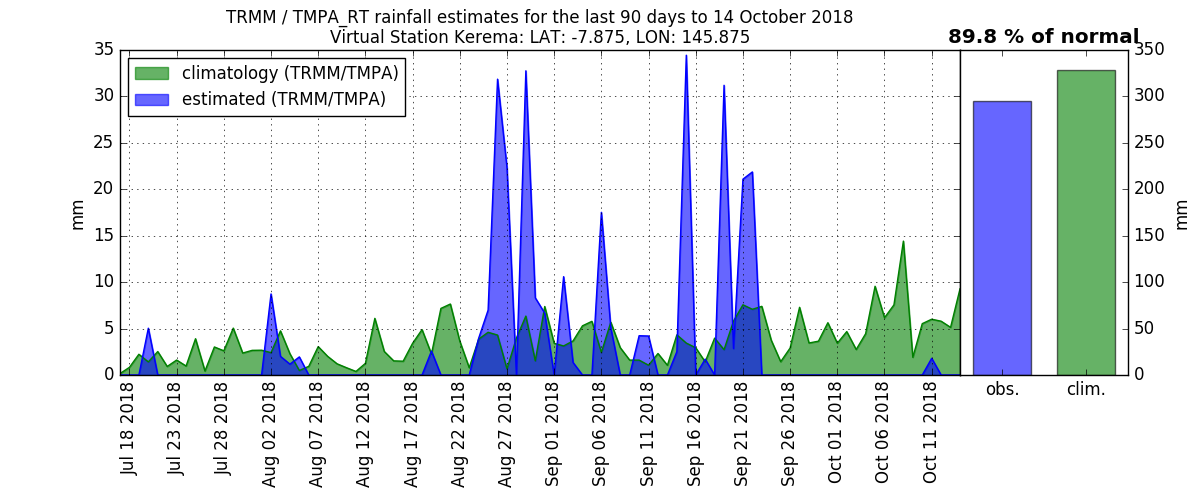 TRMM / TMPA_RT rainfall estimates for the last 90 days to 14 October 2018
Virtual Station Kerema: LAT: -7.875, LON: 145.875
89.8 % of normal
climatology (TRMM/TMPA)
estimated (TRMM/TMPA)
35
30
25
20
15
10
5
0
mm
350
300
250
200
150
100
50
0
mm
Jul 18 2018
Jul 23 2018
Jul 28 2018
Aug 02 2018
Aug 07 2018
Aug 12 2018
Aug 17 2018
Aug 22 2018
Aug 27 2018
Sep 01 2018
Sep 06 2018
Sep 11 2018
Sep 16 2018
Sep 21 2018
Sep 26 2018
Oct 01 2018
Oct 06 2018
Oct 11 2018
obs.
clim.